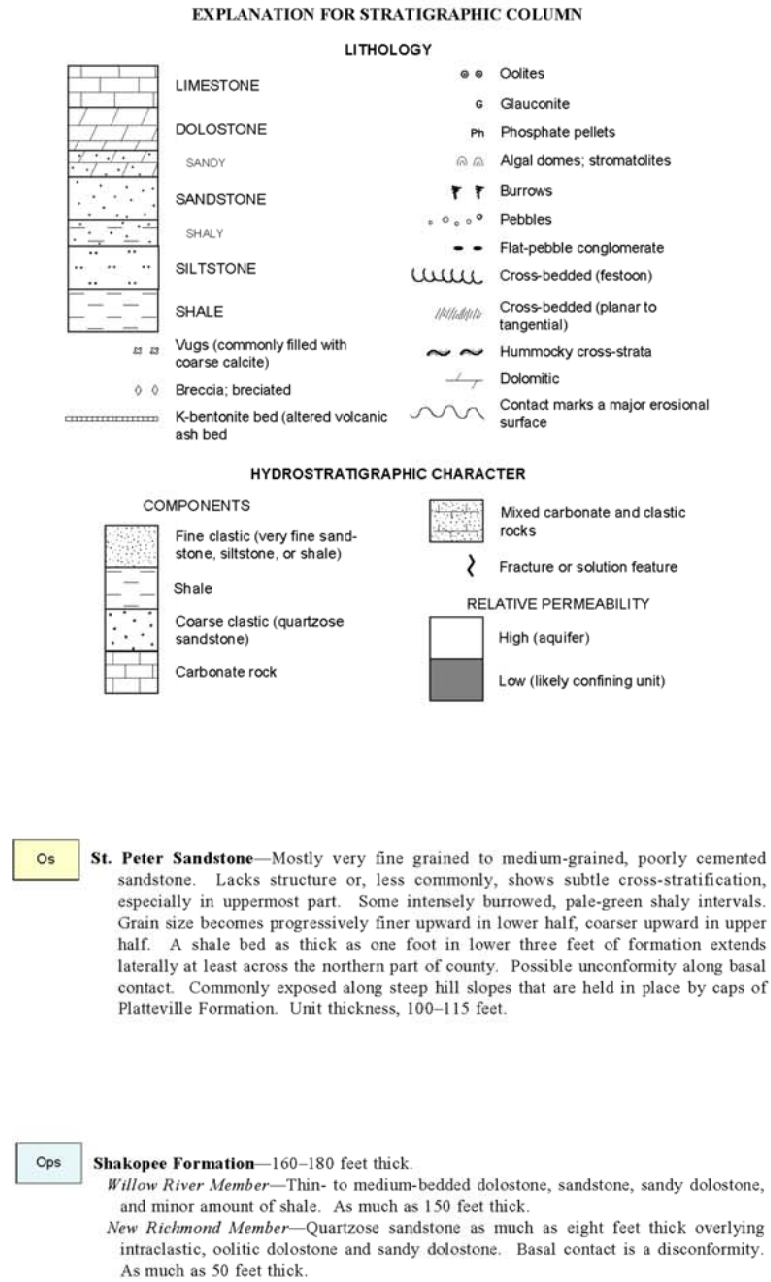 EXPLANATION FOR STRATIGRAPHIC COLUMN
LITHOLOGY
LIMESTONE
DOLOSTONE
SANDY
SANDSTONE
SHALY
SILTSTONE
SHALE
Vugs (commonly filled with
coarse calcite)
Breccia; breciated
K-bentonite bed (altered volcanic
ash bed
Oolites
G Glauconite
Ph Phosphate pellets
Algal domes; stromatolites
Burrows
Pebbles
Flat-pebble conglomerate
Cross-bedded (festoon)
Cross-bedded (planar to
tangential)
Hummocky cross-strata
Dolomitic
Contact marks a major erosional
surface
HYDROSTRATIGRAPHIC CHARACTER
COMPONENTS
Fine clastic (very fine sand-
stone, siltstone, or shale)
Shale
Coarse clastic (quartzose
sandstone)
Carbonate rock
Mixed carbonate and clastic
rocks
Fracture or solution feature
RELATIVE PERMEABILITY
High (aquifer)
Low (likely confining unit)
Os
St. Peter Sandstone—Mostly very fine grained to medium-grained, poorly cemented
sandstone. Lacks structure or, less commonly, shows subtle cross-stratification,
especially in uppermost part. Some intensely burrowed, pale-green shaly intervals.
Grain size becomes progressively finer upward in lower half, coarser upward in upper
half. A shale bed as thick as one foot in lower three feet of formation extends
laterally at least across the northern part of county. Possible unconformity along basal
contact. Commonly exposed along steep hill slopes that are held in place by caps of
Platteville Formation. Unit thickness, 100–115 feet.
Ops
Shakopee Formation—160–180 feet thick.
Willow River Member—Thin- to medium-bedded dolostone, sandstone, sandy dolostone,
and minor amount of shale. As much as 150 feet thick.
New Richmond Member—Quartzose sandstone as much as eight feet thick overlying
intraclastic, oolitic dolostone and sandy dolostone. Basal contact is a disconformity.
As much as 50 feet thick.